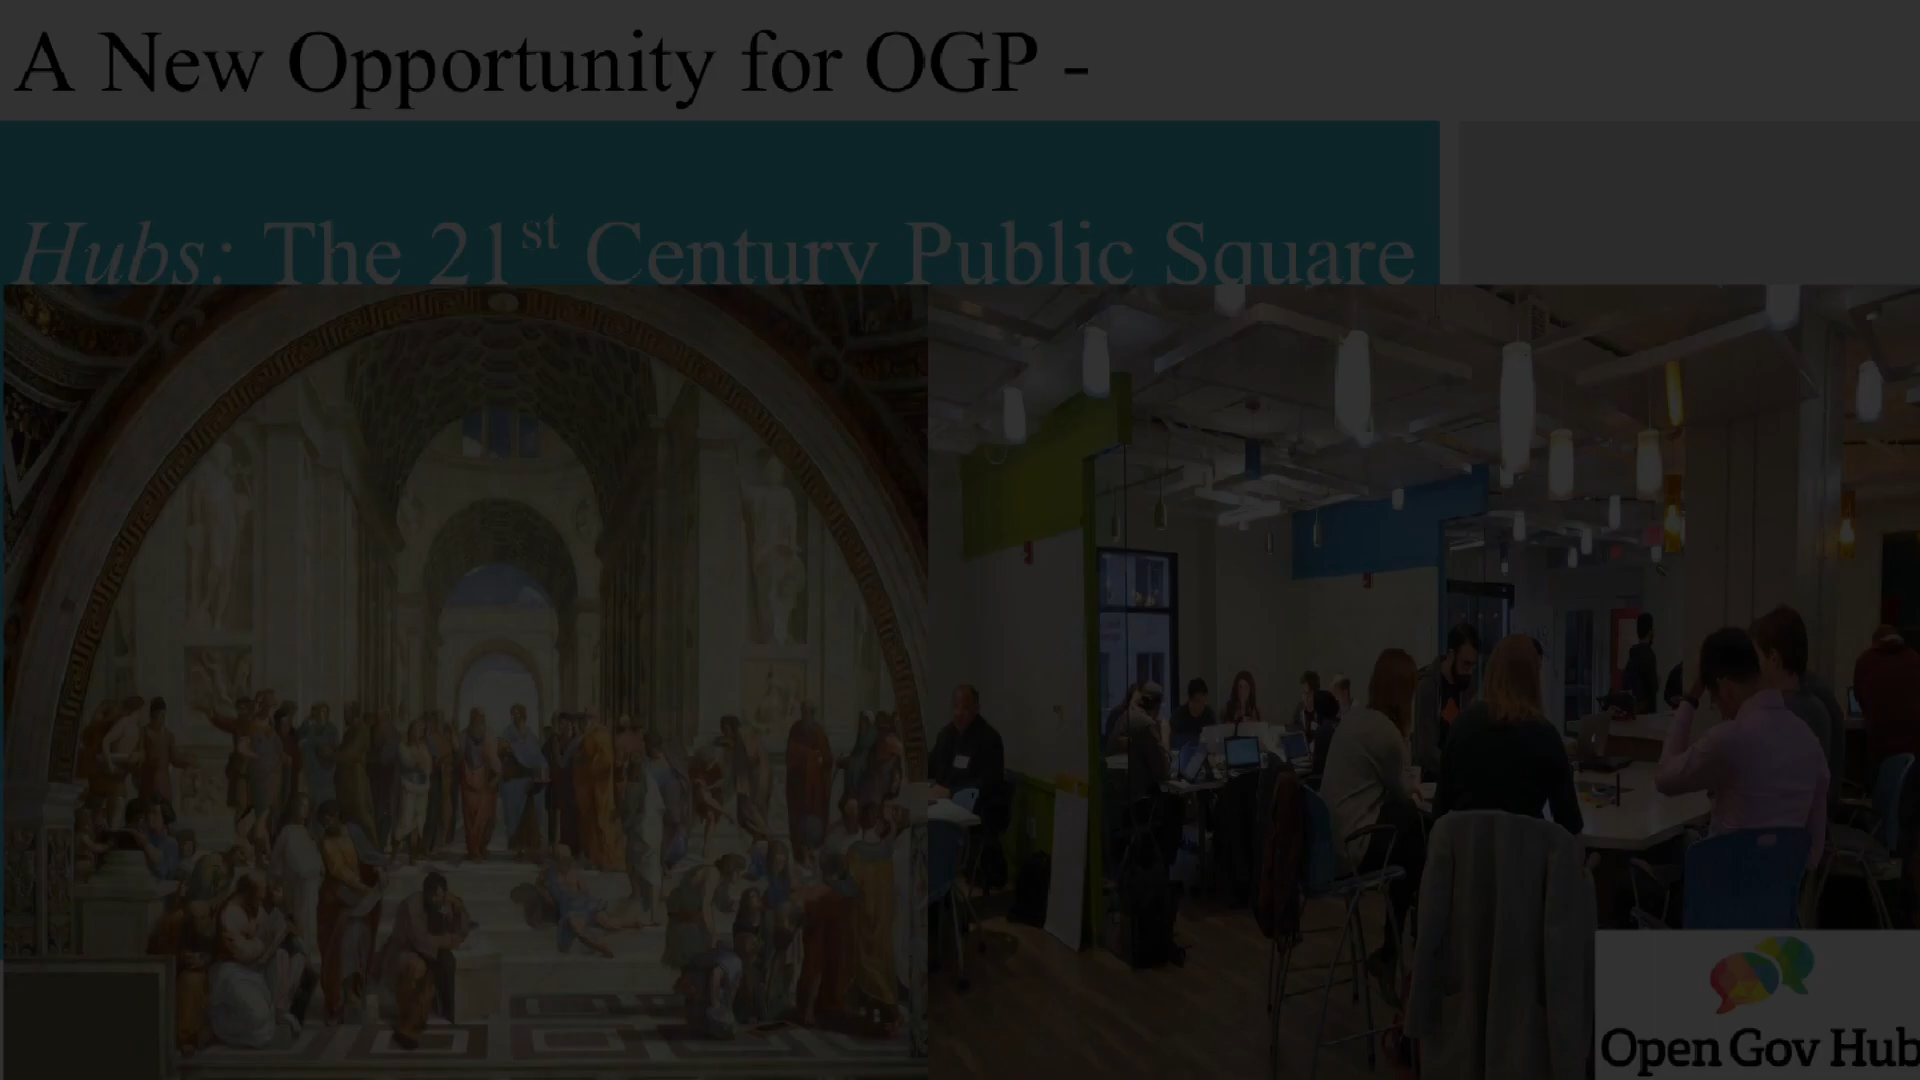 A New Opportunity for OGP -
Hubs: The 21st Century Public Square
Open Gov Hub